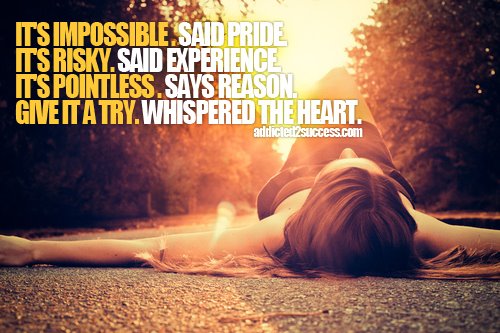 IT'S IMPOSSIBLE . SAID PRIDE.
IT'S RISKY. SAID EXPERIENCE.
IT'S POINTLESS . SAYS REASON.
GIVE IT A TRY. WHISPERED THE HEART.
addicted2success.com